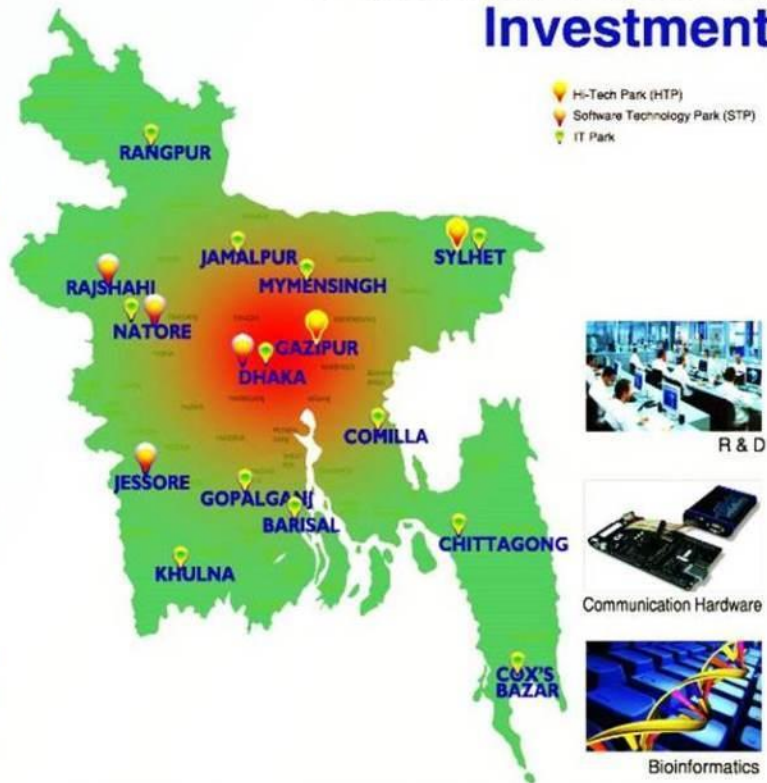 Investment
Hi-Tech Park (HTP)
Software Technology Park (STP)
IT Park
RANGPUR
JAMALPUR
SYLHET
MYMENSINGH
RAJSHAHI
NATORE
GAZIPUR
DHAKA
COMILLA
R & D
JESSORE
GOPALGANJ
BARISAL
CHITTAGONG
KHULNA
Communication Hardware
COX'S
BAZAR
Bioinformatics